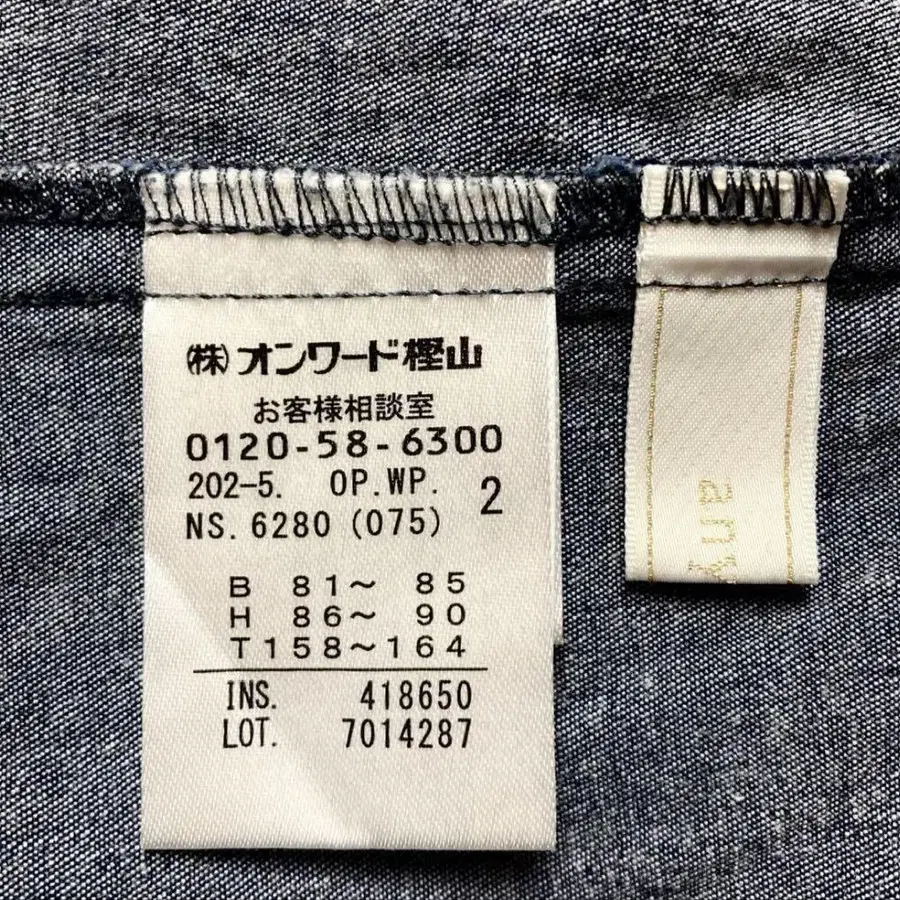 ㈱オンワード樫山
お客様相談室
0120-58-6300
202-5. OP.WP. 2
NS.6280(075)
B 81～ 85
H 86～ 90
T158～164
INS. 418650
LOT. 7014287
any